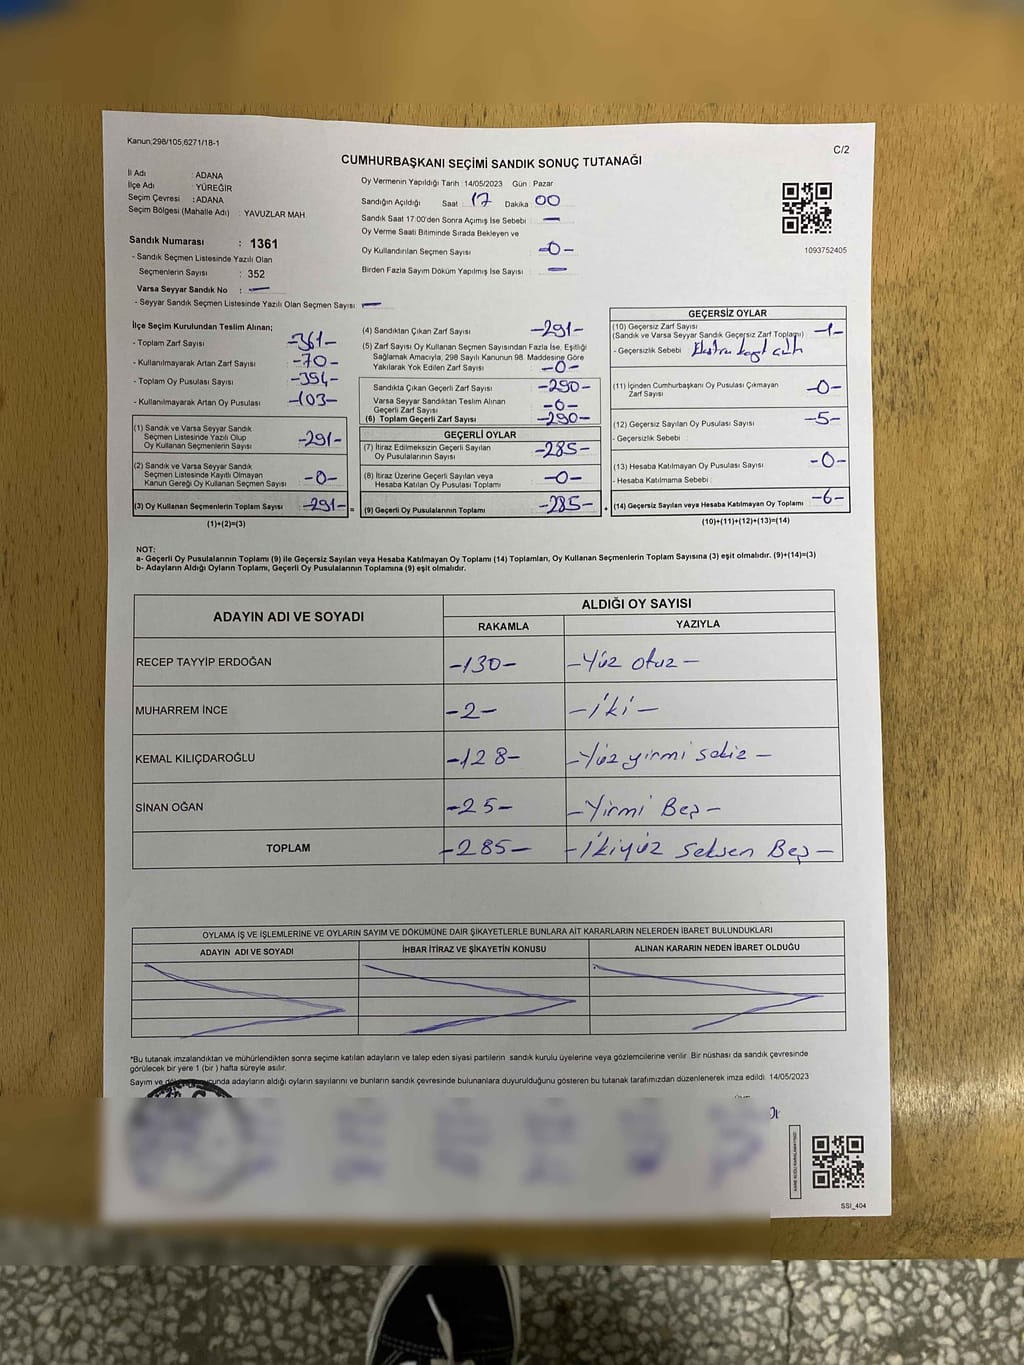 Kanun;298/105;6271/18-1
C/2
CUMHURBAŞKANI SEÇİMİ SANDIK SONUÇ TUTANAĞI
İl Adı : ADANA
İlçe Adı : YÜREĞİR
Seçim Çevresi : ADANA
Seçim Bölgesi (Mahalle Adı) : YAVUZLAR MAH
Sandık Numarası : 1361
- Sandık Seçmen Listesinde Yazılı Olan
Seçmenlerin Sayısı : 352
Varsa Seyyar Sandık No : —
- Seyyar Sandık Seçmen Listesinde Yazılı Olan Seçmen Sayısı: —
Oy Vermenin Yapıldığı Tarih : 14/05/2023 Gün : Pazar
Sandığın Açıldığı Saat : 17 Dakika : 00
Sandık Saat 17:00'den Sonra Açımış İse Sebebi : —
Oy Verme Saati Bitiminde Sırada Bekleyen ve
Oy Kullandırılan Seçmen Sayısı : -0-
Birden Fazla Sayım Döküm Yapılmış İse Sayısı : —
1093752405
İlçe Seçim Kurulundan Teslim Alınan;
- Toplam Zarf Sayısı : -361-
- Kullanılmayarak Artan Zarf Sayısı : -70-
- Toplam Oy Pusulası Sayısı : -394-
- Kullanılmayarak Artan Oy Pusulası : -103-
(1) Sandık ve Varsa Seyyar Sandık
Seçmen Listesinde Yazılı Olup
Oy Kullanan Seçmenlerin Sayısı : -291-
(2) Sandık ve Varsa Seyyar Sandık
Seçmen Listesinde Kayıtlı Olmayan
Kanun Gereği Oy Kullanan Seçmen Sayısı : -0-
(3) Oy Kullanan Seçmenlerin Toplam Sayısı : -291- =
(1)+(2)=(3)
(4) Sandıktan Çıkan Zarf Sayısı : -291-
(5) Zarf Sayısı Oy Kullanan Seçmen Sayısından Fazla İse, Eşitliği
Sağlamak Amacıyla, 298 Sayılı Kanunun 98. Maddesine Göre
Yakılarak Yok Edilen Zarf Sayısı : -0-
Sandıkta Çıkan Geçerli Zarf Sayısı : -290-
Varsa Seyyar Sandıktan Teslim Alınan
Geçerli Zarf Sayısı : -0-
(6) Toplam Geçerli Zarf Sayısı : -290-
GEÇERLİ OYLAR
(7) İtiraz Edilmeksizin Geçerli Sayılan
Oy Pusulalarının Sayısı : -285-
(8) İtiraz Üzerine Geçerli Sayılan veya
Hesaba Katılan Oy Pusulası Toplamı : -0-
(9) Geçerli Oy Pusulalarının Toplamı : -285- +
GEÇERSİZ OYLAR
(10) Geçersiz Zarf Sayısı
(Sandık ve Varsa Seyyar Sandık Geçersiz Zarf Toplamı) : -1-
- Geçersizlik Sebebi :
(11) İçinden Cumhurbaşkanı Oy Pusulası Çıkmayan
Zarf Sayısı : -0-
(12) Geçersiz Sayılan Oy Pusulası Sayısı : -5-
- Geçersizlik Sebebi :
(13) Hesaba Katılmayan Oy Pusulası Sayısı : -0-
- Hesaba Katılmama Sebebi :
(14) Geçersiz Sayılan veya Hesaba Katılmayan Oy Toplamı : -6-
(10)+(11)+(12)+(13)=(14)
NOT:
a- Geçerli Oy Pusulalarının Toplamı (9) ile Geçersiz Sayılan veya Hesaba Katılmayan Oy Toplamı (14) Toplamları, Oy Kullanan Seçmenlerin Toplam Sayısına (3) eşit olmalıdır. (9)+(14)=(3)
b- Adayların Aldığı Oyların Toplamı, Geçerli Oy Pusulalarının Toplamına (9) eşit olmalıdır.
ADAYIN ADI VE SOYADI
ALDIĞI OY SAYISI
RAKAMLA YAZIYLA
RECEP TAYYİP ERDOĞAN -130- -Yüz otuz-
MUHARREM İNCE -2- -iki-
KEMAL KILIÇDAROĞLU -128- -Yüz yirmi sekiz-
SİNAN OĞAN -25- -Yirmi Beş-
TOPLAM -285- -İkiyüz Seksen Beş-
OYLAMA İŞ VE İŞLEMLERİNE VE OYLARIN SAYIM VE DÖKÜMÜNE DAİR ŞİKAYETLERLE BUNLARA AİT KARARLARIN NELERDEN İBARET BULUNDUKLARI
ADAYIN ADI VE SOYADI İHBAR İTİRAZ VE ŞİKAYETİN KONUSU ALINAN KARARIN NEDEN İBARET OLDUĞU
*Bu tutanak imzalandıktan ve mühürlendikten sonra seçime katılan adayların ve talep eden siyasi partilerin sandık kurulu üyelerine veya gözlemcilerine verilir. Bir nüshası da sandık çevresinde
görülecek bir yere 1 (bir ) hafta süreyle asılır.
Sayım ve adayların aldığı oyların sayılarını ve bunların sandık çevresinde bulunanlara duyurulduğunu gösteren bu tutanak tarafımızdan düzenlenerek imza edildi. 14/05/2023
SSI_404